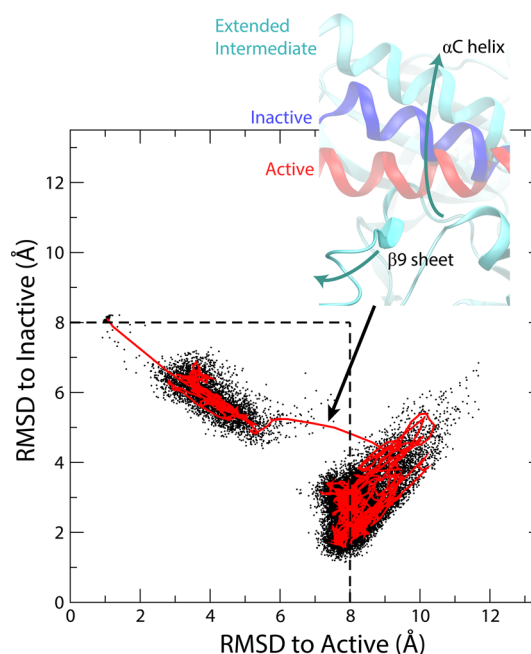 Extended
Intermediate
αC helix
Inactive
Active
β9 sheet
RMSD to Inactive (Å)
12
10
8
6
4
2
0
0 2 4 6 8 10 12
RMSD to Active (Å)